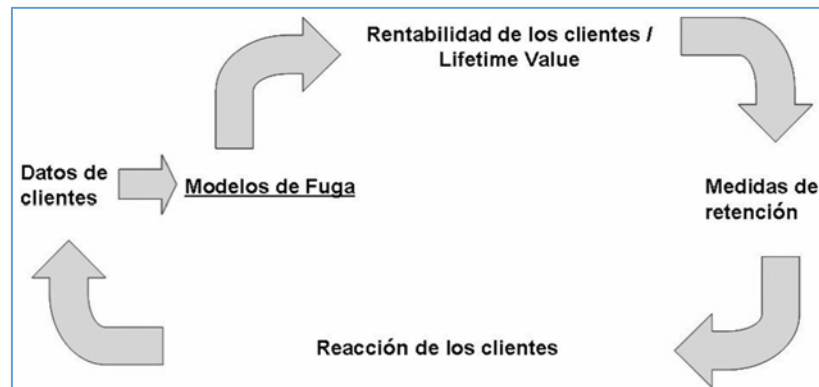 Rentabilidad de los clientes /
Lifetime Value
Datos de
clientes
Modelos de Fuga
Medidas de
retención
Reacción de los clientes